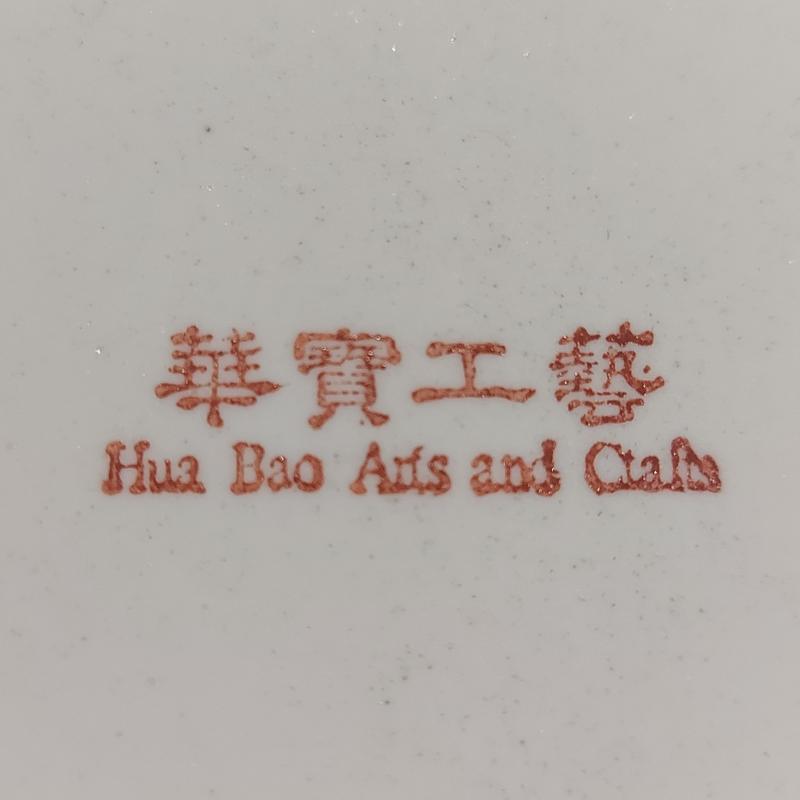 華寶工藝
Hua Bao Arts and Crafts